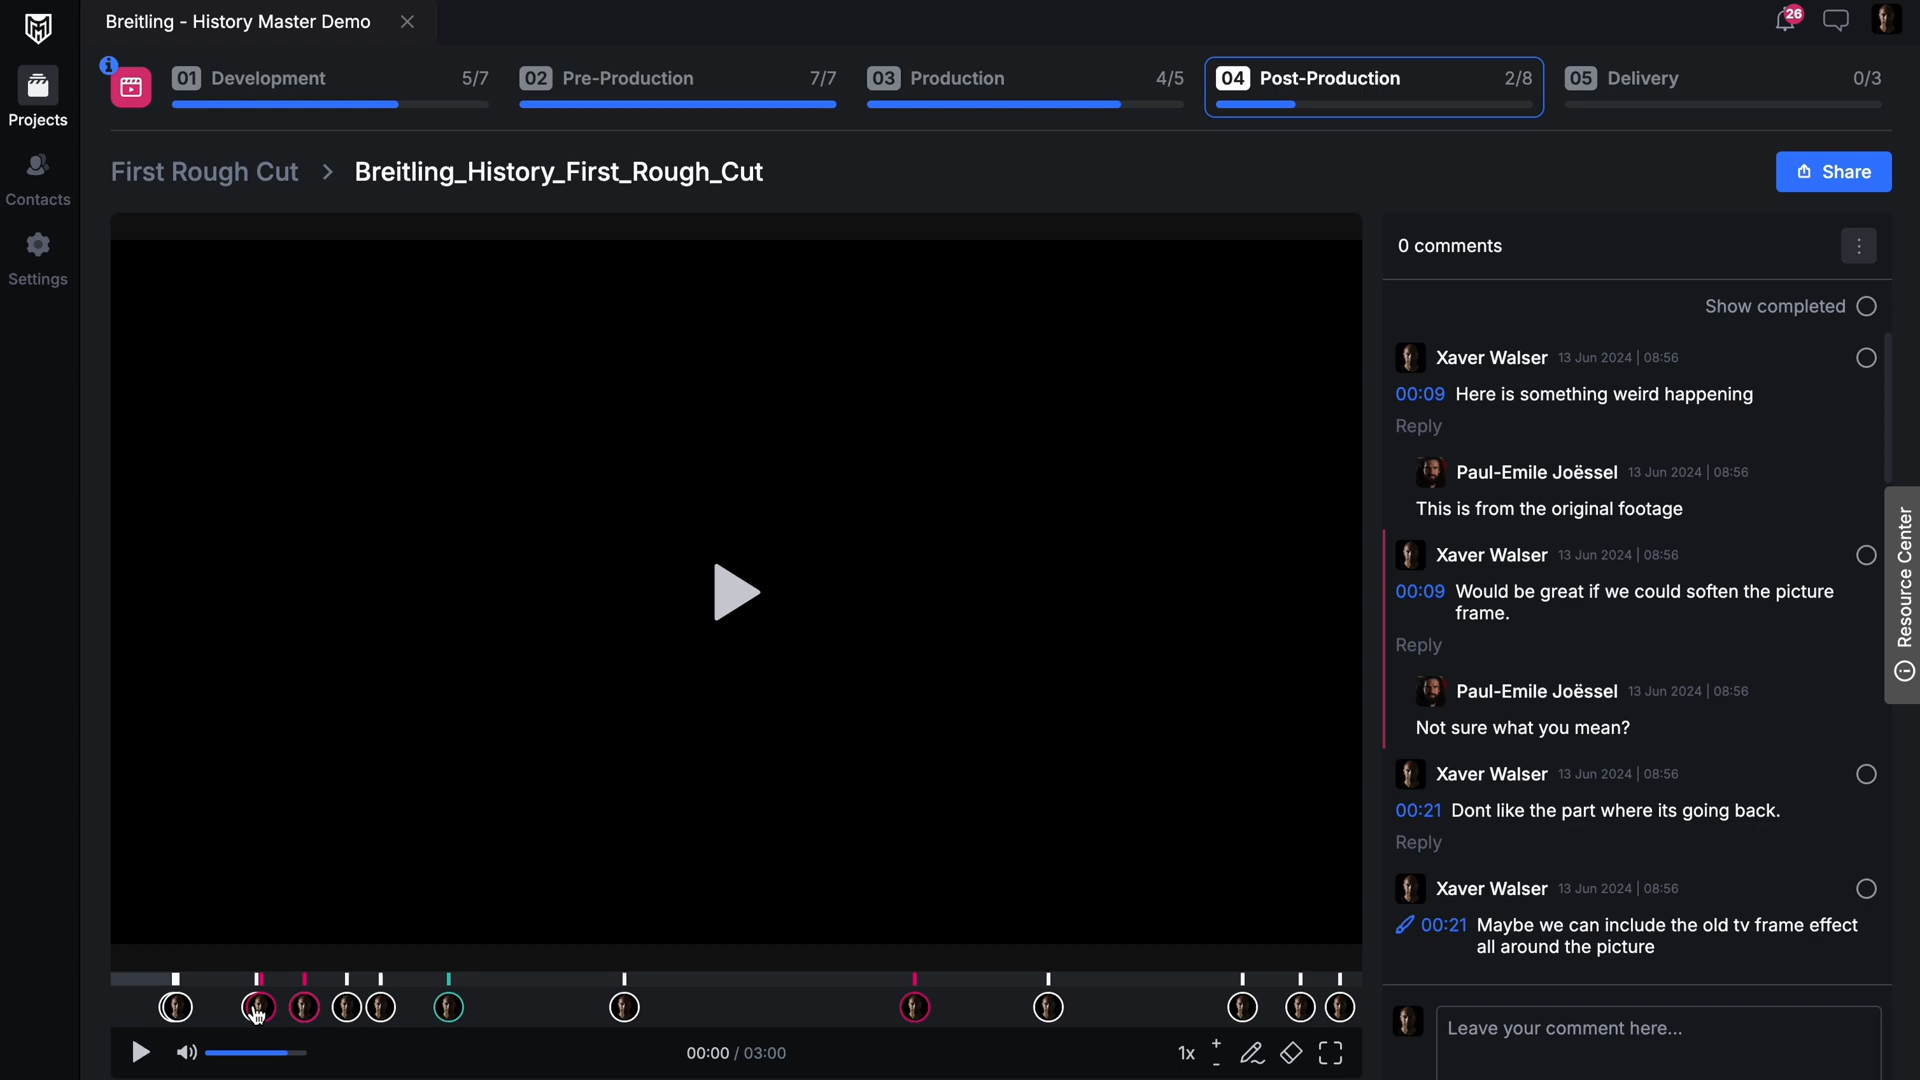 Breitling - History Master Demo
26
Projects
Contacts
Settings
01 Development 5/7
02 Pre-Production 7/7
03 Production 4/5
04 Post-Production 2/8
05 Delivery 0/3
First Rough Cut > Breitling_History_First_Rough_Cut
Share
0 comments
Show completed
Xaver Walser 13 Jun 2024 | 08:56
00:09 Here is something weird happening
Reply
Paul-Emile Joëssel 13 Jun 2024 | 08:56
This is from the original footage
Xaver Walser 13 Jun 2024 | 08:56
00:09 Would be great if we could soften the picture
frame.
Reply
Paul-Emile Joëssel 13 Jun 2024 | 08:56
Not sure what you mean?
Xaver Walser 13 Jun 2024 | 08:56
00:21 Dont like the part where its going back.
Reply
Xaver Walser 13 Jun 2024 | 08:56
00:21 Maybe we can include the old tv frame effect
all around the picture
Leave your comment here...
Resource Center
00:00 / 03:00
1x